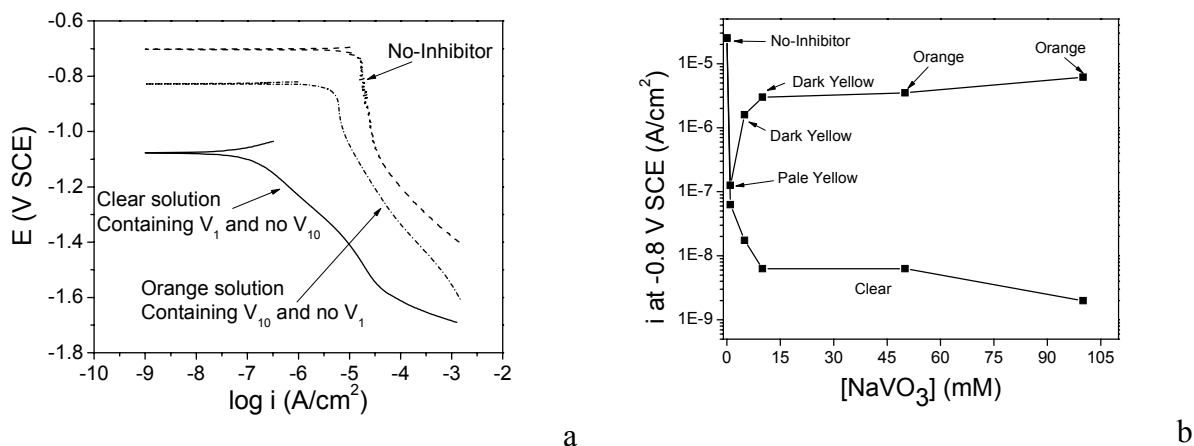 -0.6
-0.8
-1.0
-1.2
-1.4
-1.6
-1.8
E (V SCE)
No-Inhibitor
Clear solution
Containing V₁ and no V₁₀
Orange solution
Containing V₁₀ and no V₁
-10 -9 -8 -7 -6 -5 -4 -3 -2
log i (A/cm²)
a
1E-5
1E-6
1E-7
1E-8
1E-9
i at -0.8 V SCE (A/cm²)
No-Inhibitor
Orange
Orange
Dark Yellow
Dark Yellow
Pale Yellow
Clear
0 15 30 45 60 75 90 105
[NaVO₃] (mM)
b